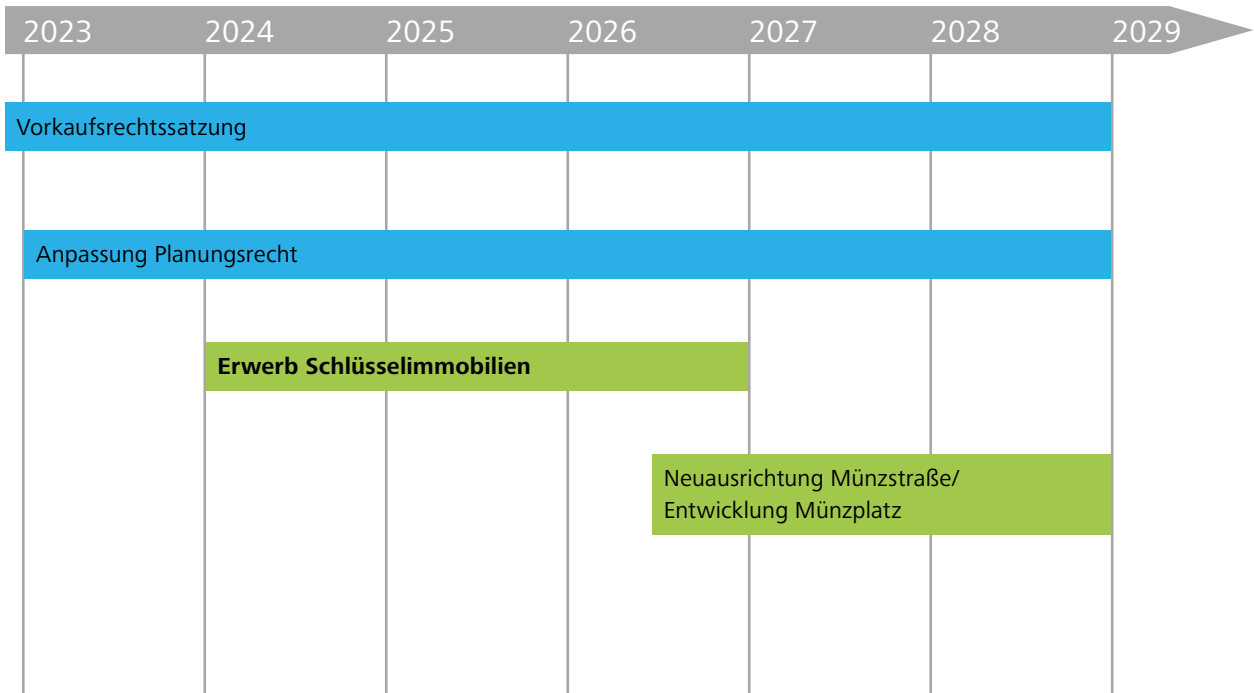 2023 2024 2025 2026 2027 2028 2029
Vorkaufsrechtssatzung
Anpassung Planungsrecht
Erwerb Schlüsselimmobilien
Neuausrichtung Münzstraße/
Entwicklung Münzplatz